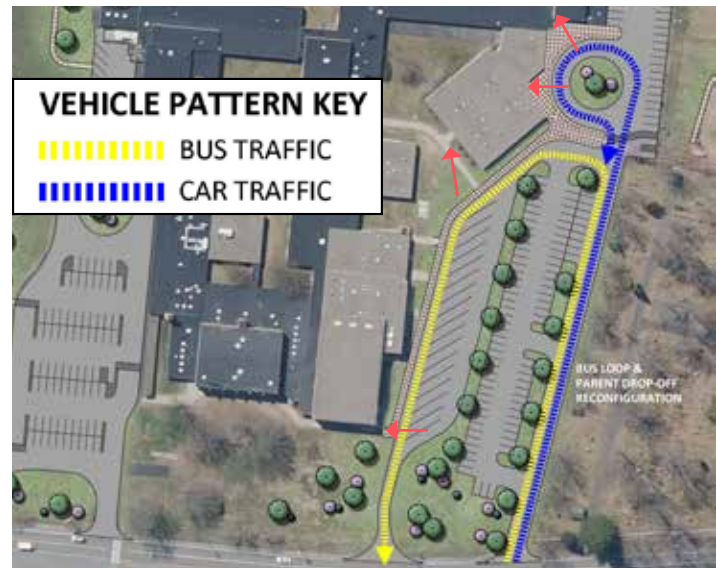 VEHICLE PATTERN KEY
BUS TRAFFIC
CAR TRAFFIC
BUS LOOP &
PARENT DROP-OFF
RECONFIGURATION